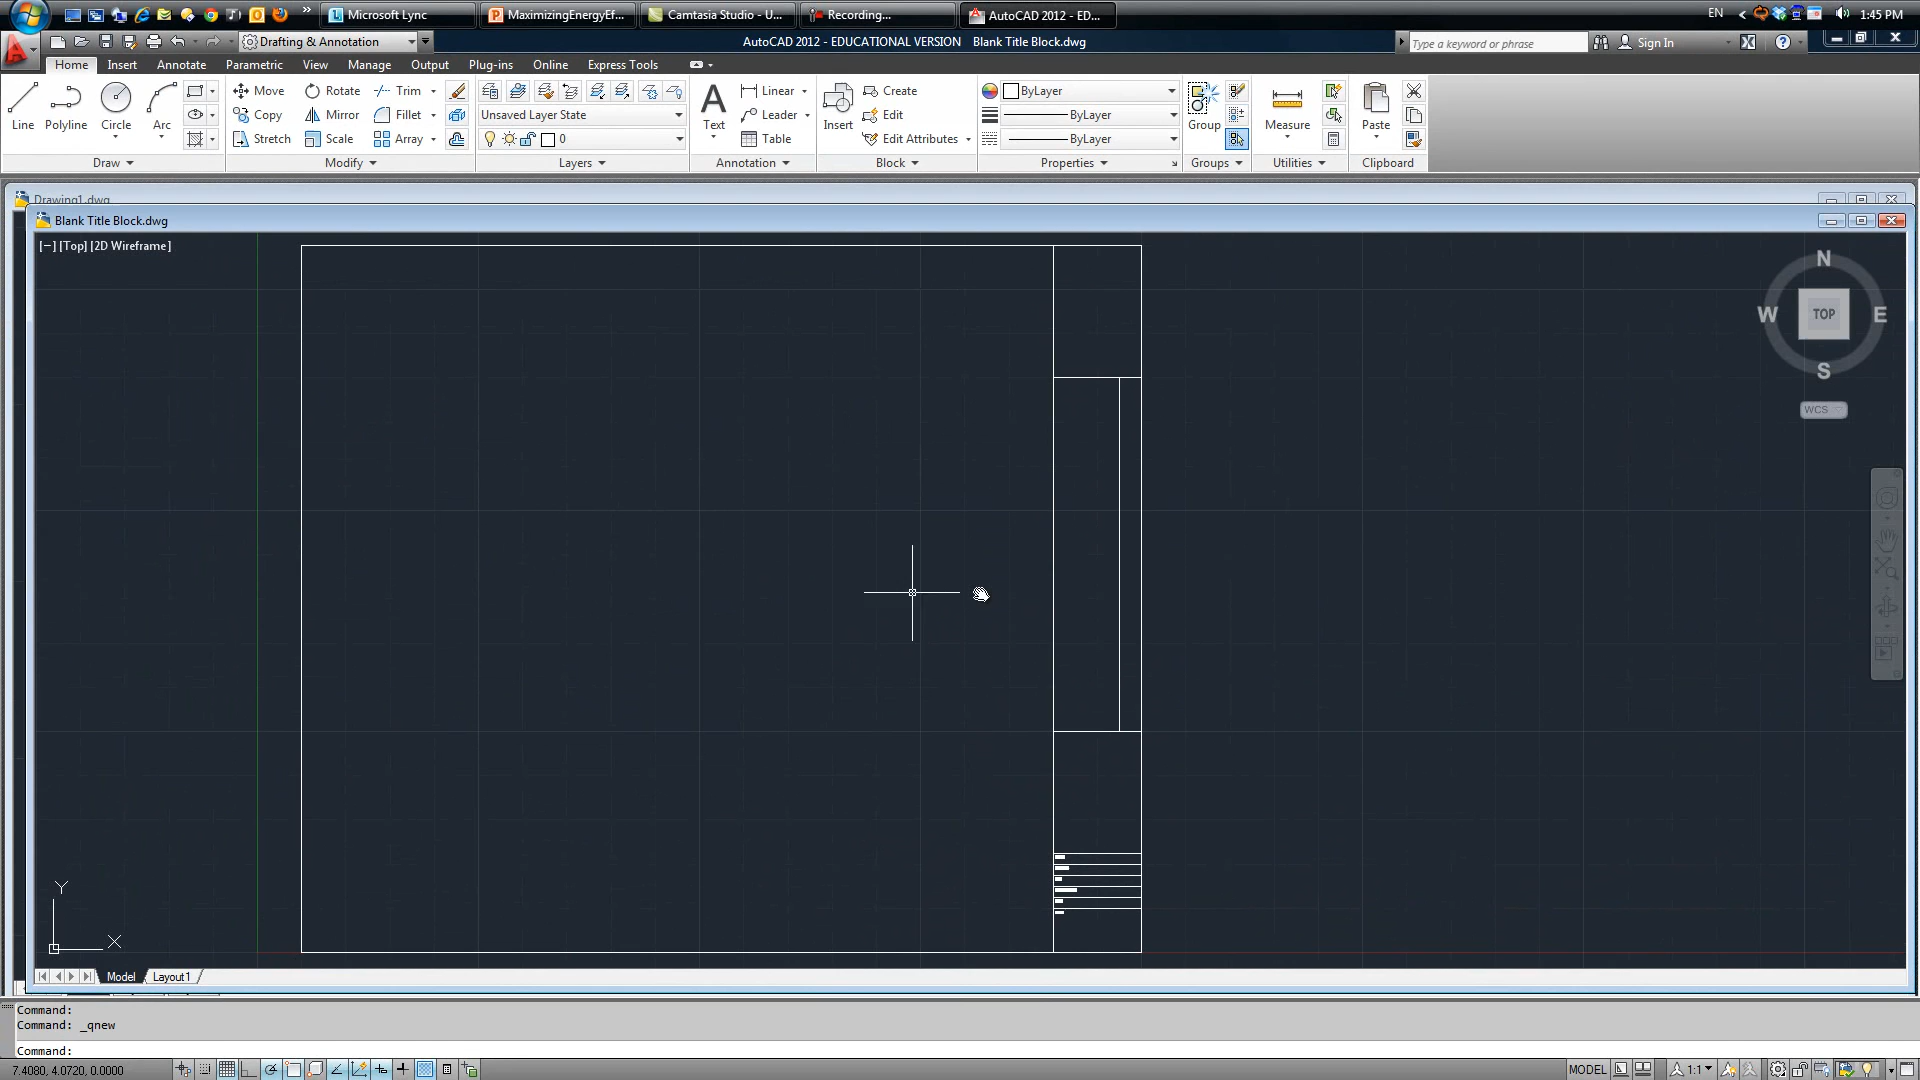 Microsoft Lync
MaximizingEnergyEf...
Camtasia Studio - U...
Recording...
AutoCAD 2012 - ED...
EN
1:45 PM
Drafting & Annotation
AutoCAD 2012 - EDUCATIONAL VERSION Blank Title Block.dwg
Type a keyword or phrase
Sign In
Home Insert Annotate Parametric View Manage Output Plug-ins Online Express Tools
Line
Polyline
Circle
Arc
Move
Rotate
Trim
Copy
Mirror
Fillet
Stretch
Scale
Array
Unsaved Layer State
0
Text
Linear
Leader
Table
Insert
Create
Edit
Edit Attributes
ByLayer
ByLayer
ByLayer
Group
Measure
Paste
Draw
Modify
Layers
Annotation
Block
Properties
Groups
Utilities
Clipboard
Drawing1.dwg
Blank Title Block.dwg
[−] [Top] [2D Wireframe]
N
W
TOP
E
S
WCS
Y
X
Model
Layout1
Command:
Command: _qnew
Command:
7.4080, 4.0720, 0.0000
MODEL
1:1